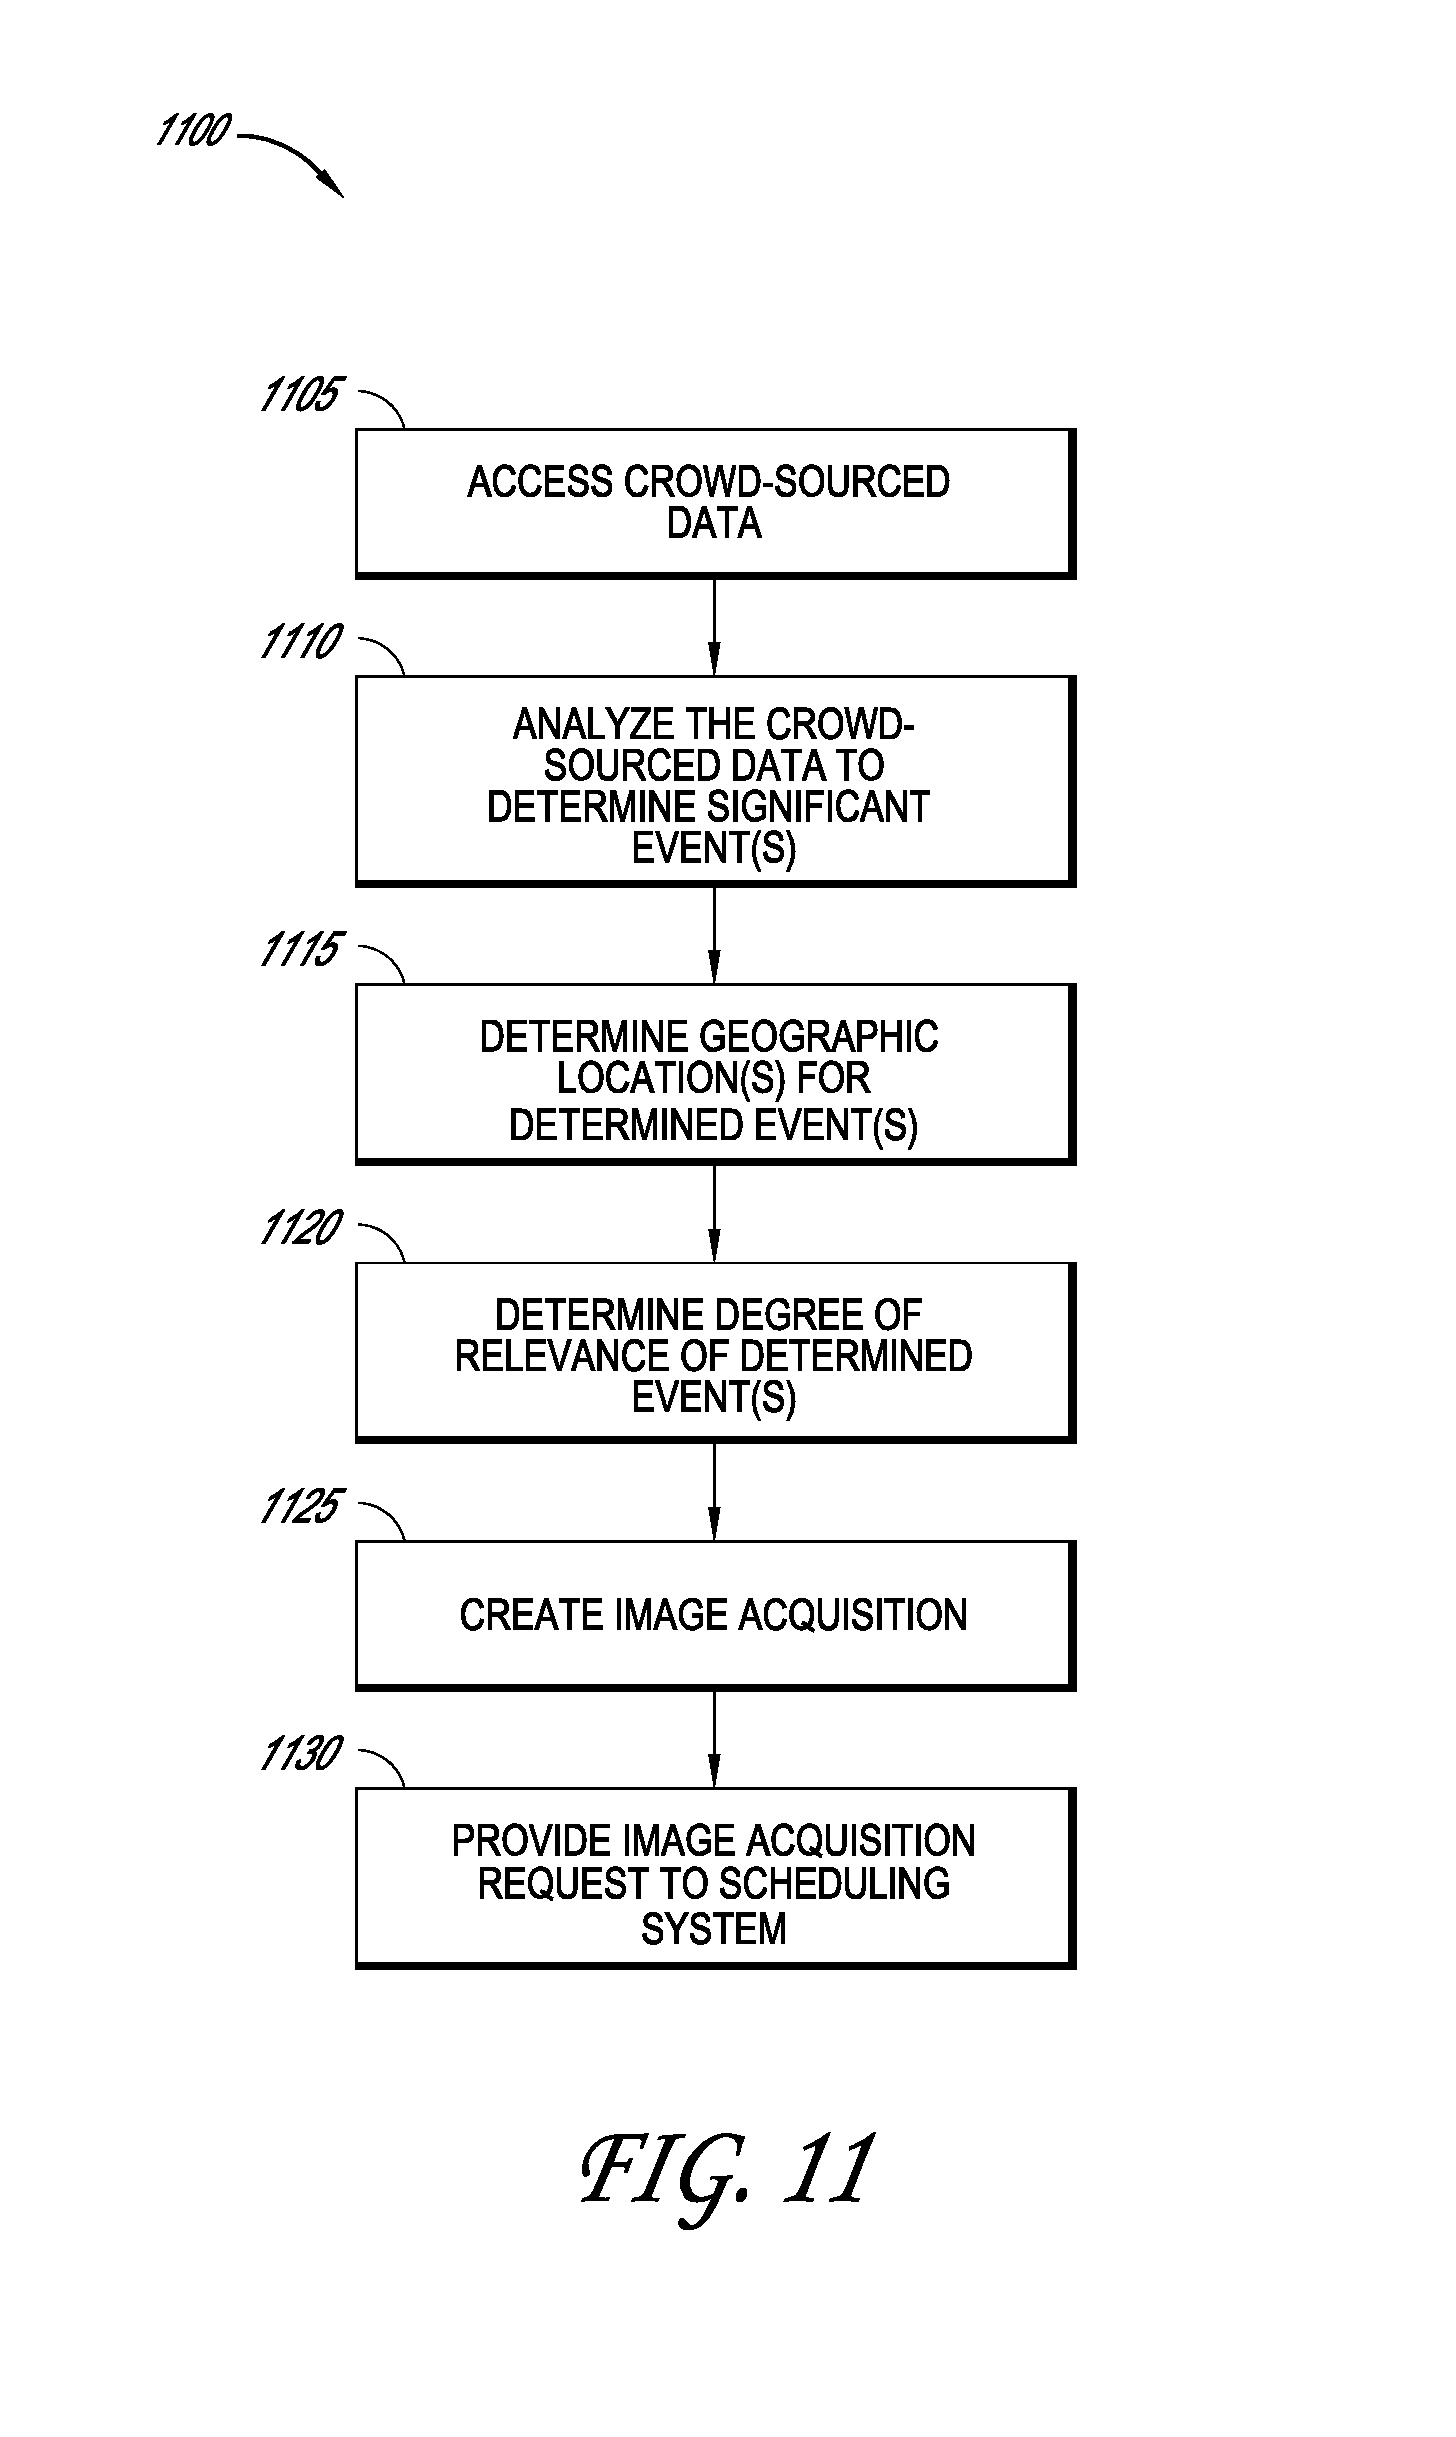 1100
1105
ACCESS CROWD-SOURCED
DATA
1110
ANALYZE THE CROWD-
SOURCED DATA TO
DETERMINE SIGNIFICANT
EVENT(S)
1115
DETERMINE GEOGRAPHIC
LOCATION(S) FOR
DETERMINED EVENT(S)
1120
DETERMINE DEGREE OF
RELEVANCE OF DETERMINED
EVENT(S)
1125
CREATE IMAGE ACQUISITION
1130
PROVIDE IMAGE ACQUISITION
REQUEST TO SCHEDULING
SYSTEM
FIG. 11